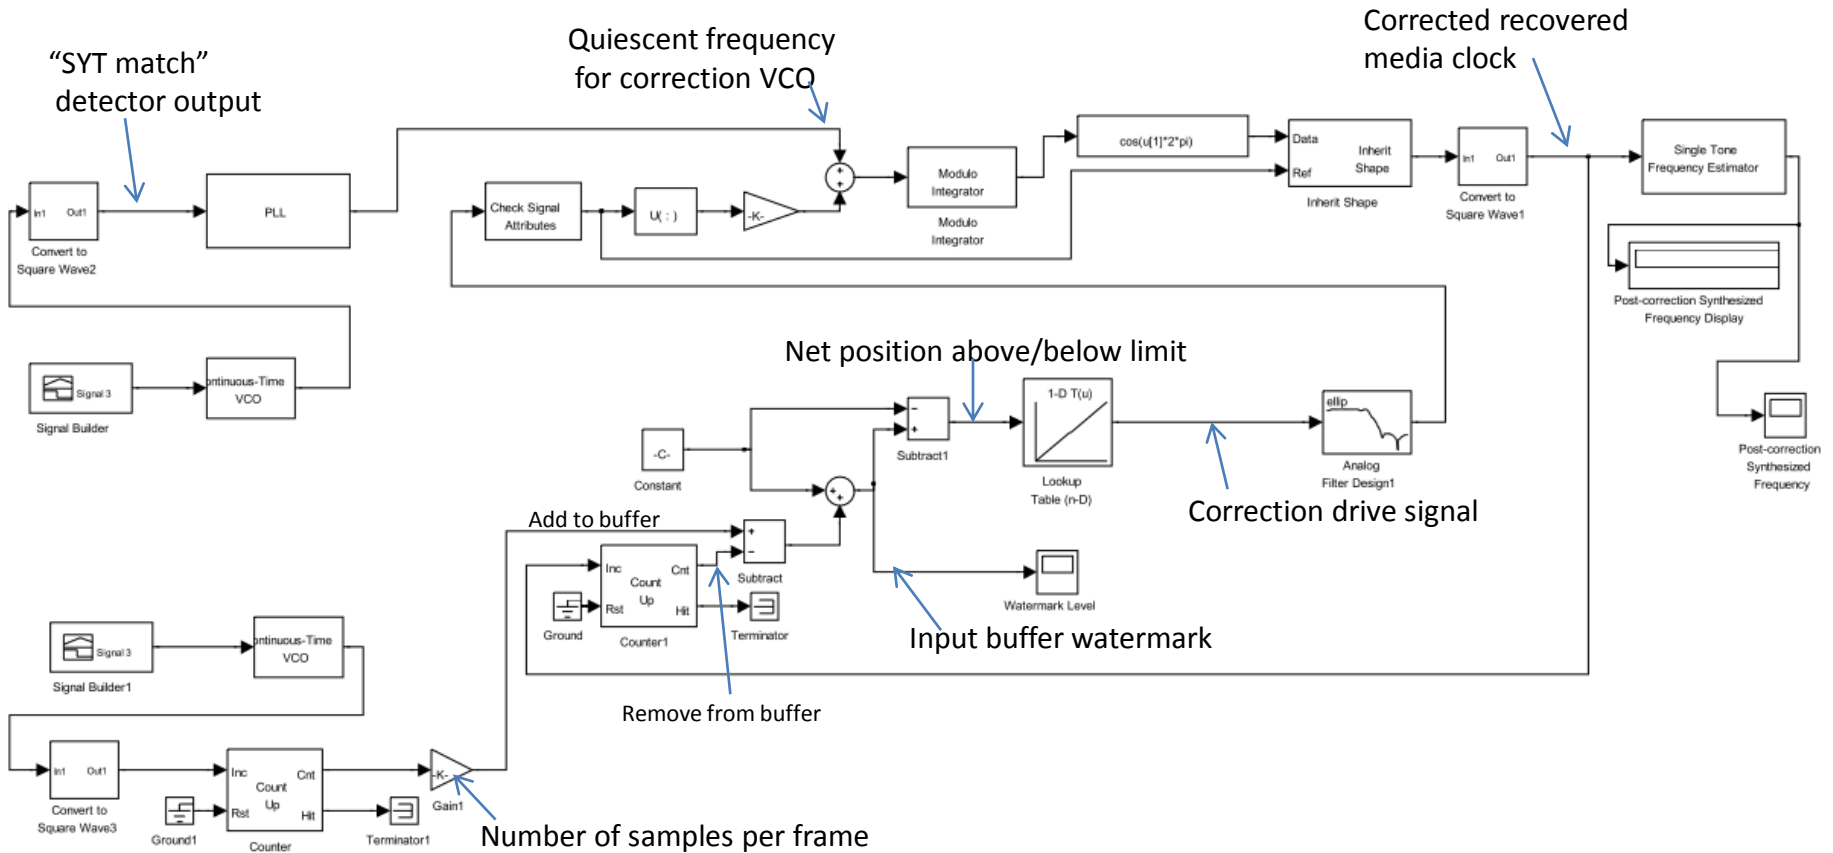 “SYT match”
detector output
Quiescent frequency
for correction VCO
Corrected recovered
media clock
In1
Out1
Convert to
Square Wave2
PLL
Check Signal
Attributes
U( : )
-K-
+
+
Modulo
Integrator
Modulo
Integrator
cos(u[1]*2*pi)
Data
Ref
Inherit
Shape
Inherit Shape
In1
Out1
Convert to
Square Wave1
Single Tone
Frequency Estimator
Post-correction Synthesized
Frequency Display
Post-correction
Synthesized
Frequency
Signal 3
Signal Builder
ontinuous-Time
VCO
Net position above/below limit
-C-
Constant
−
+
Subtract1
1-D T(u)
Lookup
Table (n-D)
ellip
Analog
Filter Design1
Correction drive signal
+
+
Add to buffer
+
−
Subtract
Inc
Rst
Count
Up
Cnt
Hit
Counter1
Ground
Terminator
Watermark Level
Input buffer watermark
Remove from buffer
Signal 3
Signal Builder1
ontinuous-Time
VCO
In1
Out1
Convert to
Square Wave3
Inc
Rst
Count
Up
Cnt
Hit
Counter
Ground1
Terminator1
-K-
Gain1
Number of samples per frame